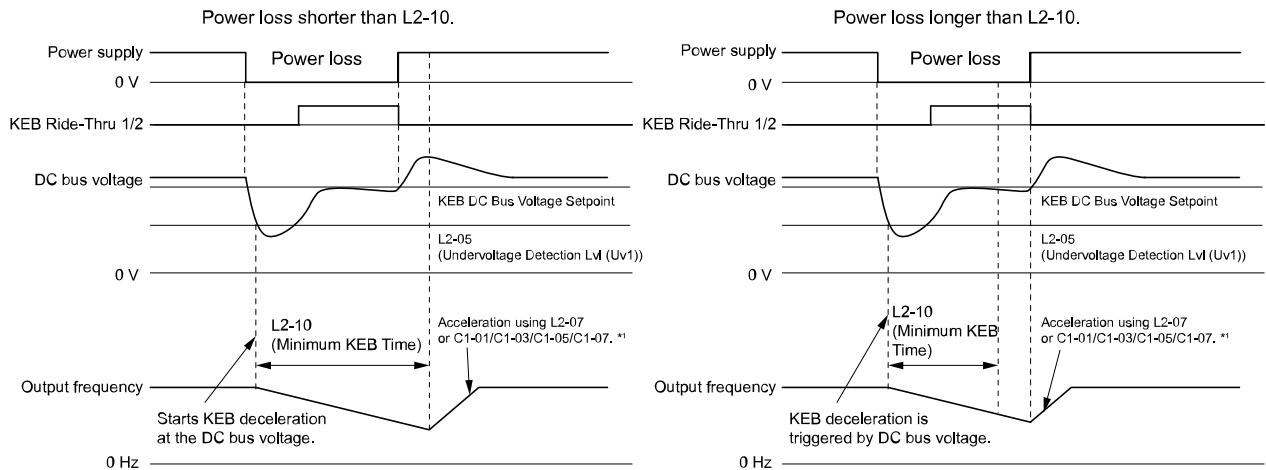 Power loss shorter than L2-10.
Power supply
Power loss
0 V
KEB Ride-Thru 1/2
DC bus voltage
KEB DC Bus Voltage Setpoint
L2-05
(Undervoltage Detection Lvl (Uv1))
0 V
L2-10
(Minimum KEB Time)
Acceleration using L2-07
or C1-01/C1-03/C1-05/C1-07. *1
Output frequency
Starts KEB deceleration
at the DC bus voltage.
0 Hz
Power loss longer than L2-10.
Power supply
Power loss
0 V
KEB Ride-Thru 1/2
DC bus voltage
KEB DC Bus Voltage Setpoint
L2-05
(Undervoltage Detection Lvl (Uv1))
0 V
L2-10
(Minimum KEB
Time)
Acceleration using L2-07
or C1-01/C1-03/C1-05/C1-07. *1
Output frequency
KEB deceleration is
triggered by DC bus voltage.
0 Hz